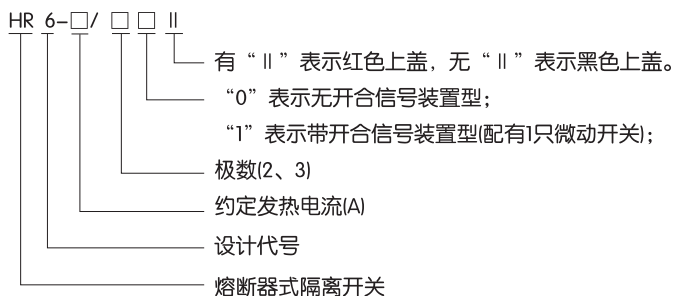 HR 6-□/ □ □ Ⅱ
有“Ⅱ”表示红色上盖，无“Ⅱ”表示黑色上盖。
“0”表示无开合信号装置型；
“1”表示带开合信号装置型(配有1只微动开关)；
极数(2、3)
约定发热电流(A)
设计代号
熔断器式隔离开关